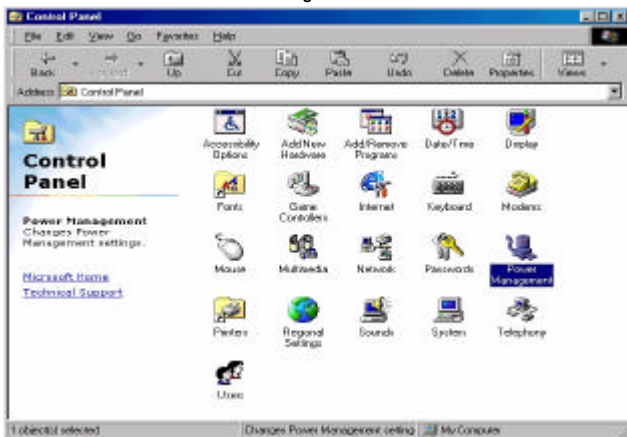 Control Panel
File Edit View Go Favorites Help
Back Up Cut Copy Paste Undo Delete Properties Views
Address Control Panel
Control
Panel
Power Management
Changes Power
Management settings.
Microsoft Home
Technical Support
Accessibility
Options
Add New
Hardware
Add/Remove
Programs
Date/Time
Display
Fonts
Game
Controllers
Internet
Keyboard
Modems
Mouse
Multimedia
Network
Passwords
Power
Management
Printers
Regional
Settings
Sounds
System
Telephony
Users
1 object(s) selected Changes Power Management setting My Computer